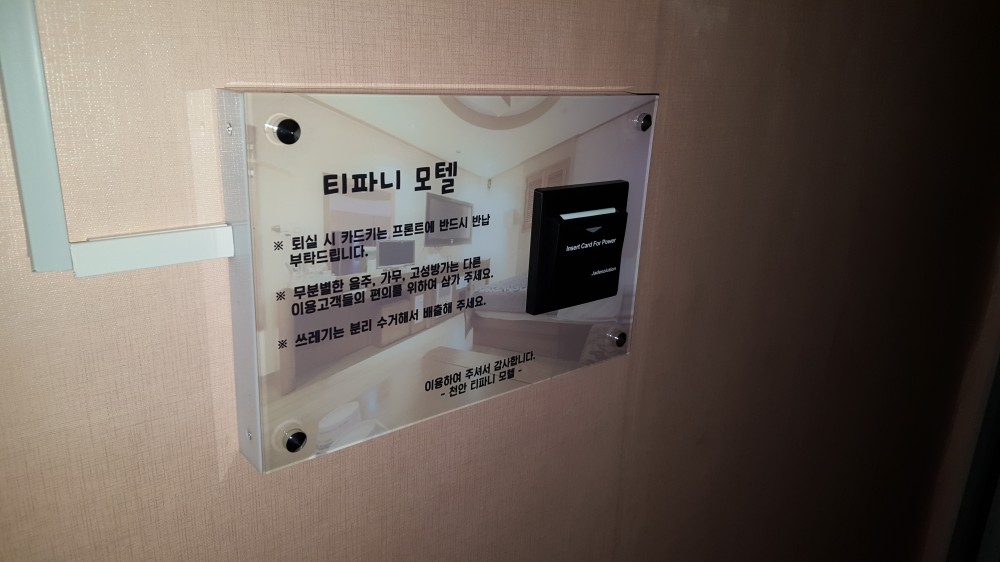 티파니 모텔
※ 퇴실 시 카드키는 프론트에 반드시 반납
부탁드립니다.
※ 무분별한 음주, 가무, 고성방가는 다른
이용고객들의 편의를 위하여 삼가 주세요.
※ 쓰레기는 분리 수거해서 배출해 주세요.
이용하여 주셔서 감사합니다.
- 천안 티파니 모텔 -
Insert Card For Power
Jadesolution